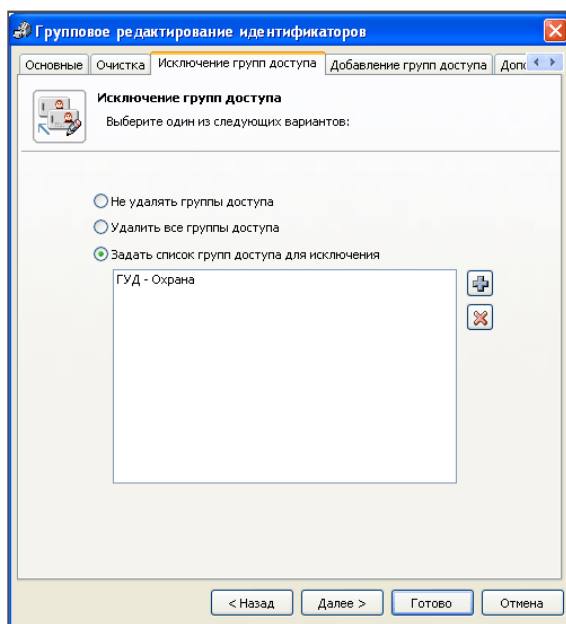 Групповое редактирование идентификаторов
Основные Очистка Исключение групп доступа Добавление групп доступа Допо
Исключение групп доступа
Выберите один из следующих вариантов:
Не удалять группы доступа
Удалить все группы доступа
Задать список групп доступа для исключения
ГУД - Охрана
< Назад Далее > Готово Отмена